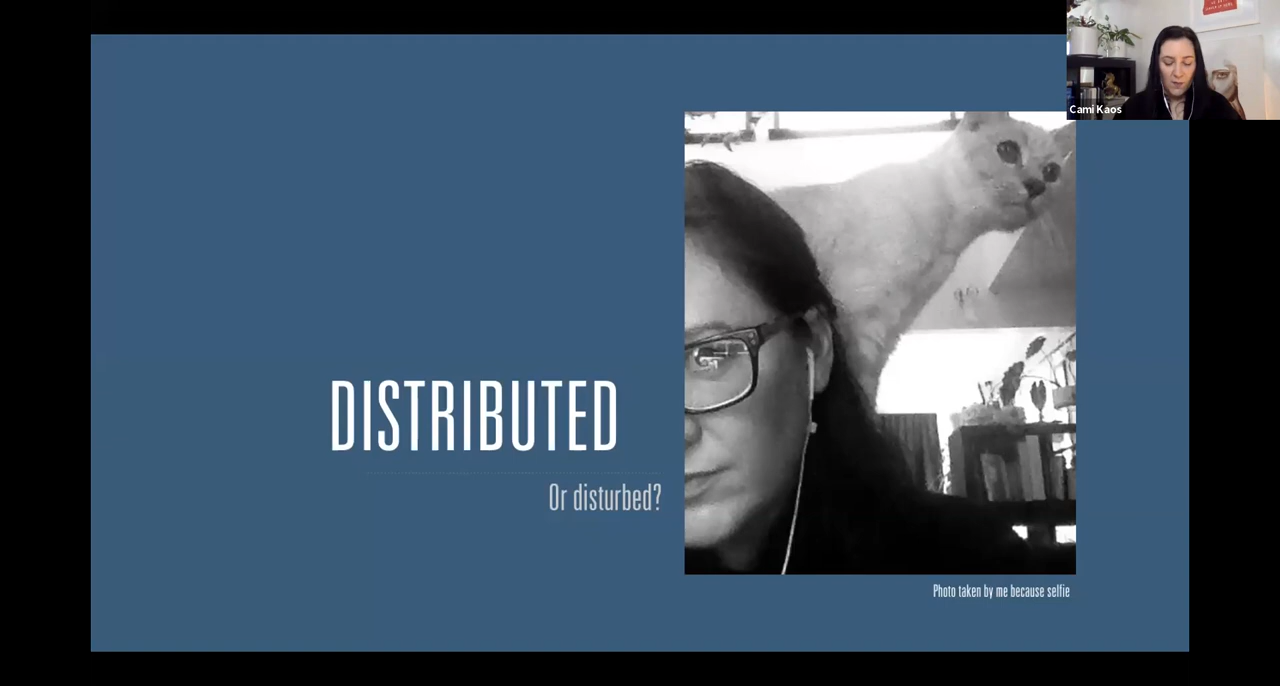 Cami Kaos
DISTRIBUTED
Or disturbed?
Photo taken by me because selfie